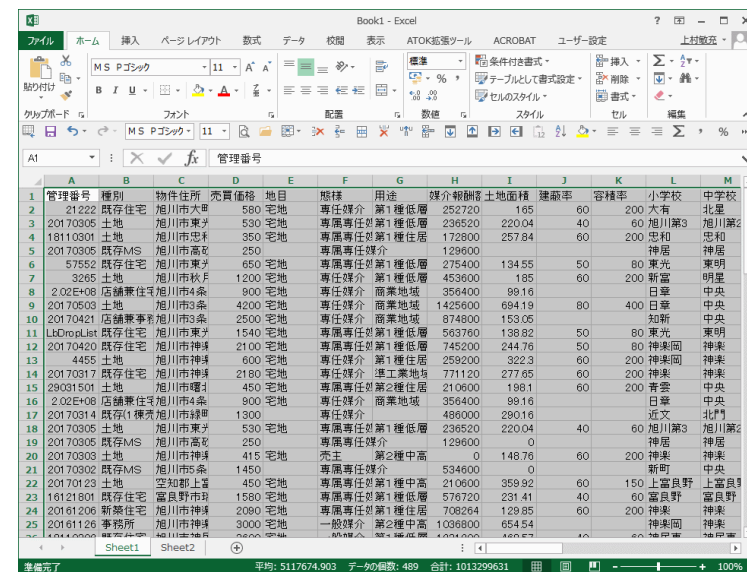 Book1 - Excel
ファイル ホーム 挿入 ページ レイアウト 数式 データ 校閲 表示 ATOK拡張ツール ACROBAT ユーザー設定 上村敏充
貼り付け MS Pゴシック 11 標準 条件付き書式 テーブルとして書式設定 セルのスタイル 挿入 削除 書式
クリップボード フォント 配置 数値 スタイル セル 編集
MS Pゴシック 11
A1 管理番号
A B C D E F G H I J K L M
1 管理番号 種別 物件住所 売買価格 地目 態様 用途 媒介報酬額 土地面積 建蔽率 容積率 小学校 中学校
2 21222 既存住宅 旭川市大 580 宅地 専任媒介 第1種低層 252720 165 60 200 大有 北星
3 20170305 土地 旭川市東光 530 宅地 専属専任媒 第1種低層 236520 220.04 40 60 旭川第3 旭川第2
4 18110301 土地 旭川市忠和 350 宅地 専任媒介 第1種住居 172800 257.84 60 200 忠和 忠和
5 20170305 既存MS 旭川市高砂 250 専属専任媒介 129600 神居 神居
6 57552 既存住宅 旭川市東光 650 宅地 専任媒介 第1種低層 275400 134.55 50 80 東光 東明
7 3265 土地 旭川市秋月 1200 宅地 専任媒介 第1種低層 453600 185 60 200 新富 明星
8 2.02E+08 店舗兼住宅 旭川市4条 900 宅地 専任媒介 商業地域 356400 99.16 日章 中央
9 20170503 土地 旭川市3条 4200 宅地 専任媒介 商業地域 1425600 694.19 80 400 日章 中央
10 20170421 店舗兼事務 旭川市3条 2500 宅地 専任媒介 商業地域 874800 153.05 知新 中央
11 LbDropList 既存住宅 旭川市東光 1540 宅地 専属専任媒 第1種低層 563760 138.82 50 80 東光 東明
12 20170420 既存住宅 旭川市神楽 2100 宅地 専属専任媒 第1種低層 745200 244.76 50 80 神楽岡 神楽
13 4455 土地 旭川市神楽 600 宅地 専任媒介 第1種住居 259200 322.3 60 200 神楽岡 神楽
14 20170317 既存住宅 旭川市神楽 2180 宅地 専任媒介 準工業地域 771120 277.65 60 200 神楽 神楽
15 29031501 土地 旭川市曙 450 宅地 専属専任媒 第2種住居 210600 198.1 60 200 青雲 中央
16 2.02E+08 店舗兼住宅 旭川市4条 900 宅地 専任媒介 商業地域 356400 99.16 日章 中央
17 20170314 既存(1棟売 旭川市緑町 1300 専任媒介 486000 290.16 近文 北門
18 20170305 土地 旭川市東光 530 宅地 専属専任媒 第1種低層 236520 220.04 40 60 旭川第3 旭川第2
19 20170305 既存MS 旭川市高砂 250 専属専任媒介 129600 0 神居 神居
20 20170303 土地 旭川市神楽 415 宅地 売主 第2種中高 0 148.76 60 200 神楽 神楽
21 20170302 既存MS 旭川市5条 1450 専属専任媒介 534600 0 新町 中央
22 20170123 土地 空知郡上富 450 宅地 専属専任媒 第1種中高 210600 359.92 60 150 上富良野 上富良野
23 16121801 既存住宅 富良野市 1580 宅地 専属専任媒 第1種低層 576720 231.41 40 60 富良野 富良野
24 20161206 新築住宅 旭川市神楽 2090 宅地 専属専任媒 第1種住居 708264 129.85 60 200 神楽 神楽
25 20161126 事務所 旭川市神楽 3000 宅地 一般媒介 第2種中高 1036800 654.54 神楽岡 神楽
Sheet1 Sheet2
準備完了 平均: 5117674.903 データの個数: 489 合計: 1013299631 100%